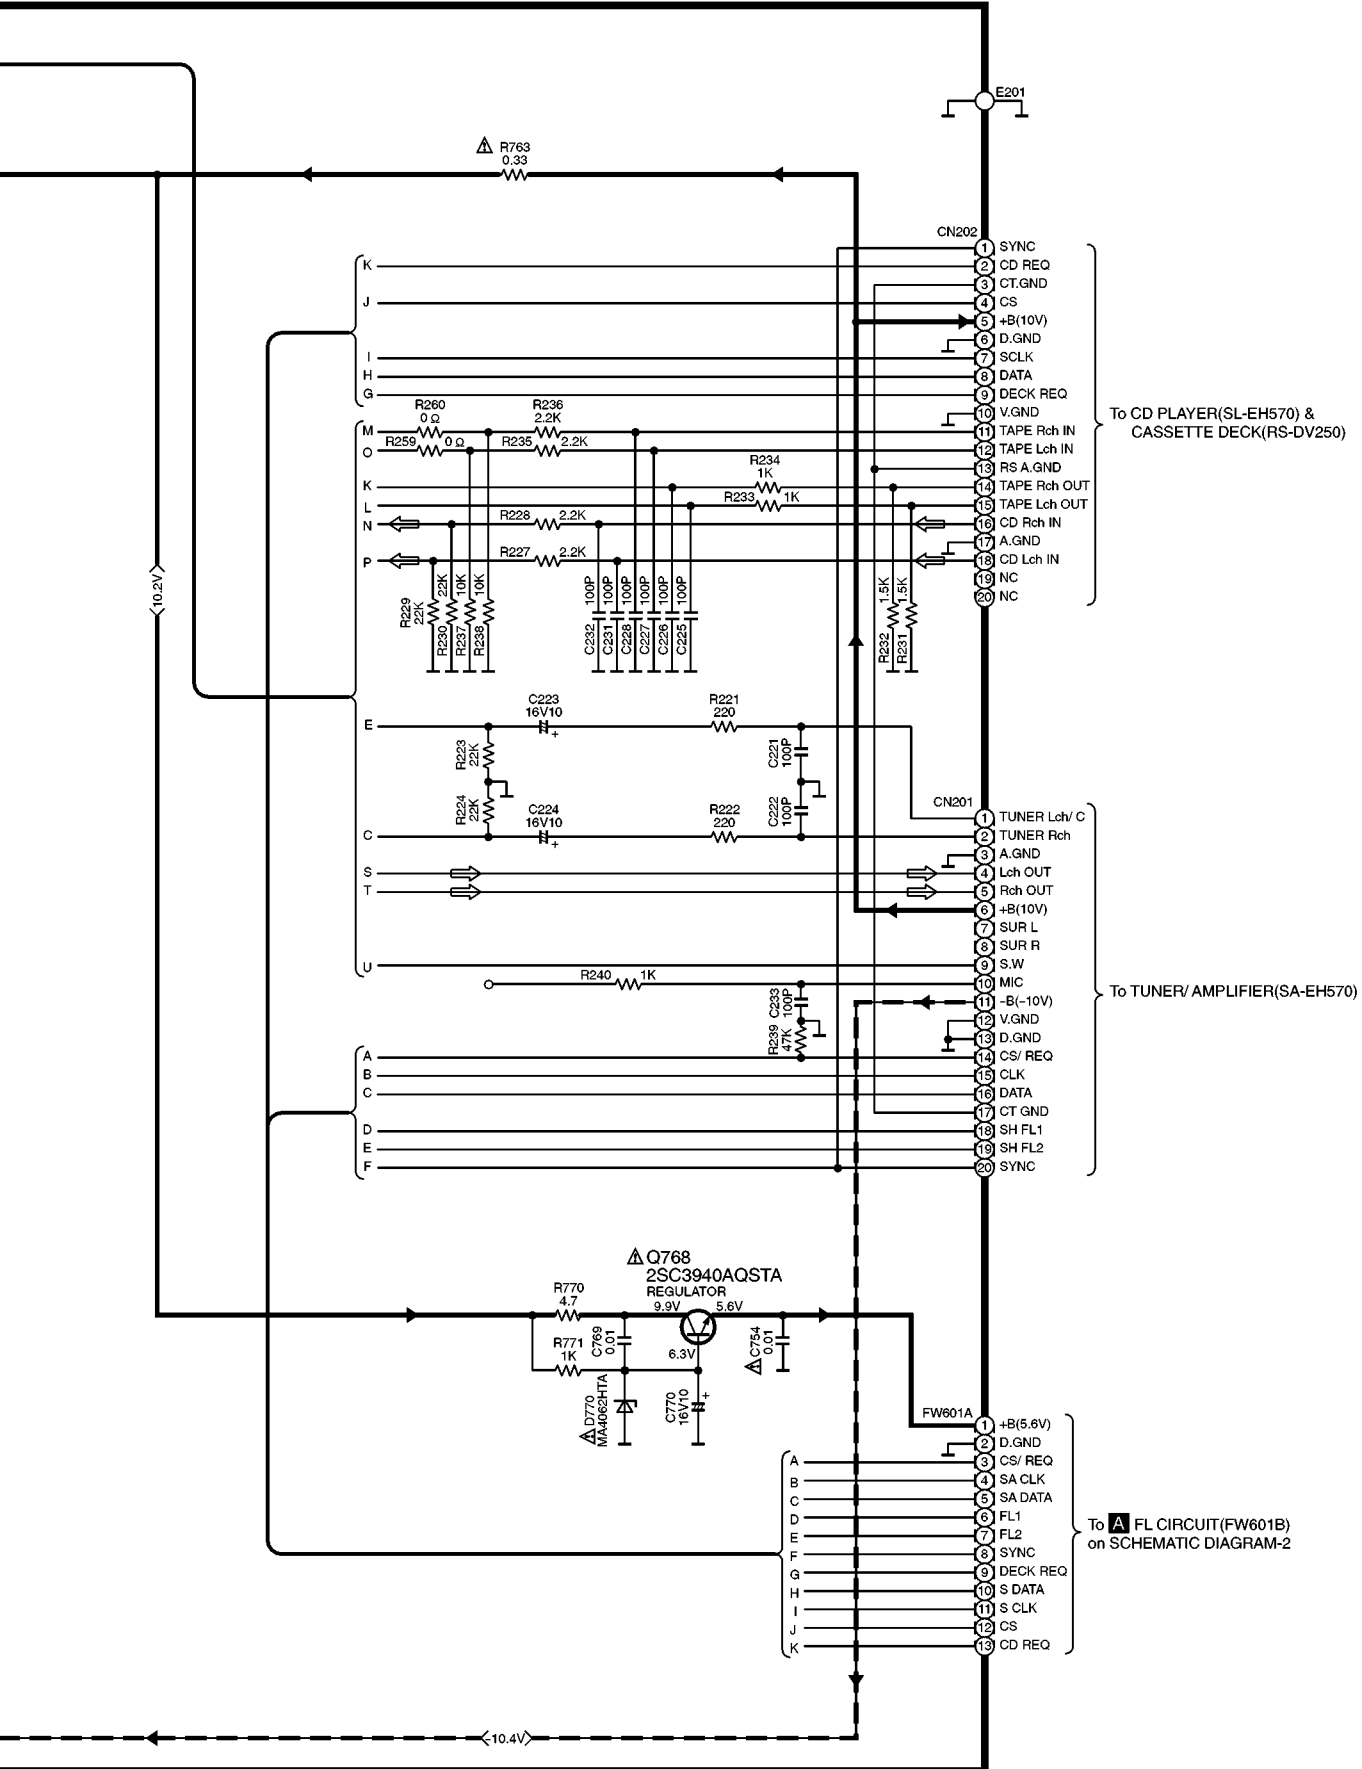 E201
R763
0.33
CN202
1 SYNC
K
2 CD REQ
3 CT.GND
J
4 CS
5 +B(10V)
6 D.GND
I
7 SCLK
H
8 DATA
G
9 DECK REQ
R260
0Ω
R236
2.2K
10 V.GND
To CD PLAYER(SL-EH570) &
CASSETTE DECK(RS-DV250)
M
11 TAPE Rch IN
O
R259 0Ω
R235 2.2K
12 TAPE Lch IN
R234
1K
13 RS A.GND
K
14 TAPE Rch OUT
L
R233 1K
15 TAPE Lch OUT
N
R228 2.2K
16 CD Rch IN
17 A.GND
P
R227 2.2K
18 CD Lch IN
19 NC
20 NC
10.2V
R229
22K
R230
22K
R237
10K
R238
10K
C232
100P
C231
100P
C228
100P
C227
100P
C226
100P
C225
100P
R232
1.5K
R231
1.5K
E
C223
16V10
+
R221
220
R223
22K
C221
100P
R224
22K
C222
100P
C224
16V10
+
R222
220
C
CN201
1 TUNER Lch/ C
2 TUNER Rch
3 A.GND
S
4 Lch OUT
T
5 Rch OUT
6 +B(10V)
7 SUR L
8 SUR R
U
9 S.W
R240 1K
10 MIC
C233
100P
11 –B(–10V)
To TUNER/ AMPLIFIER(SA-EH570)
12 V.GND
R239
47K
13 D.GND
A
14 CS/ REQ
B
15 CLK
C
16 DATA
17 CT GND
D
18 SH FL1
E
19 SH FL2
F
20 SYNC
Q768
2SC3940AQSTA
REGULATOR
R770
4.7
9.9V
5.6V
6.3V
R771
1K
C769
0.01
C754
0.01
D770
MA4062HTA
C770
16V10
+
FW601A
1 +B(5.6V)
2 D.GND
A
3 CS/ REQ
B
4 SA CLK
C
5 SA DATA
D
6 FL1
E
7 FL2
To A FL CIRCUIT(FW601B)
on SCHEMATIC DIAGRAM-2
F
8 SYNC
G
9 DECK REQ
H
10 S DATA
I
11 S CLK
J
12 CS
K
13 CD REQ
-10.4V